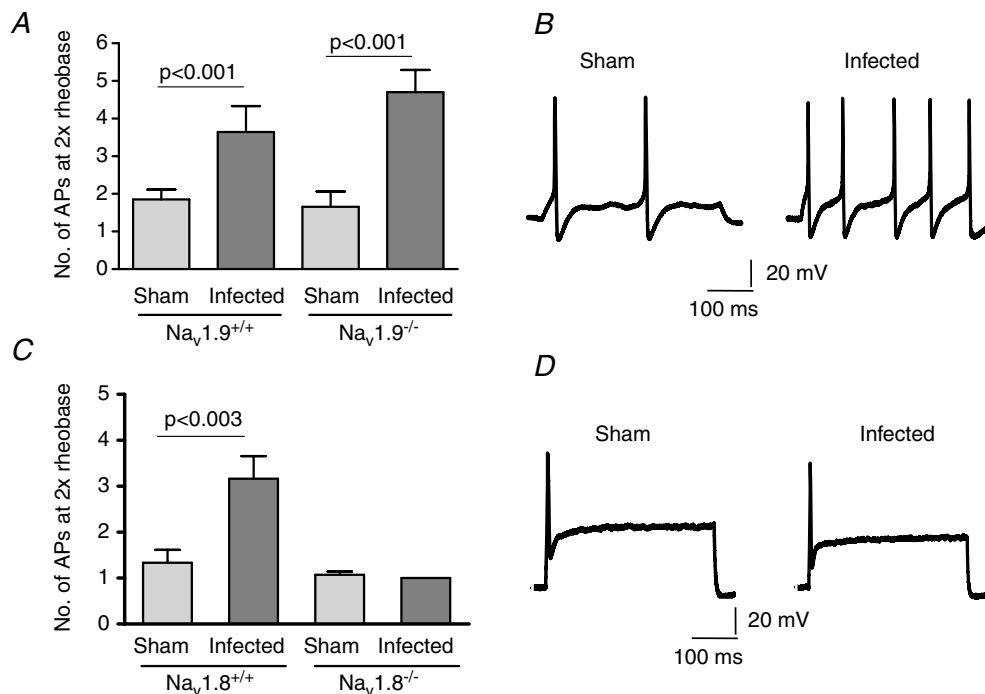 A
No. of APs at 2x rheobase
6
5
4
3
2
1
0
p<0.001
p<0.001
Sham Infected Sham Infected
Nav1.9+/+ Nav1.9-/-
B
Sham Infected
20 mV
100 ms
C
No. of APs at 2x rheobase
5
4
3
2
1
0
p<0.003
Sham Infected Sham Infected
Nav1.8+/+ Nav1.8-/-
D
Sham Infected
20 mV
100 ms